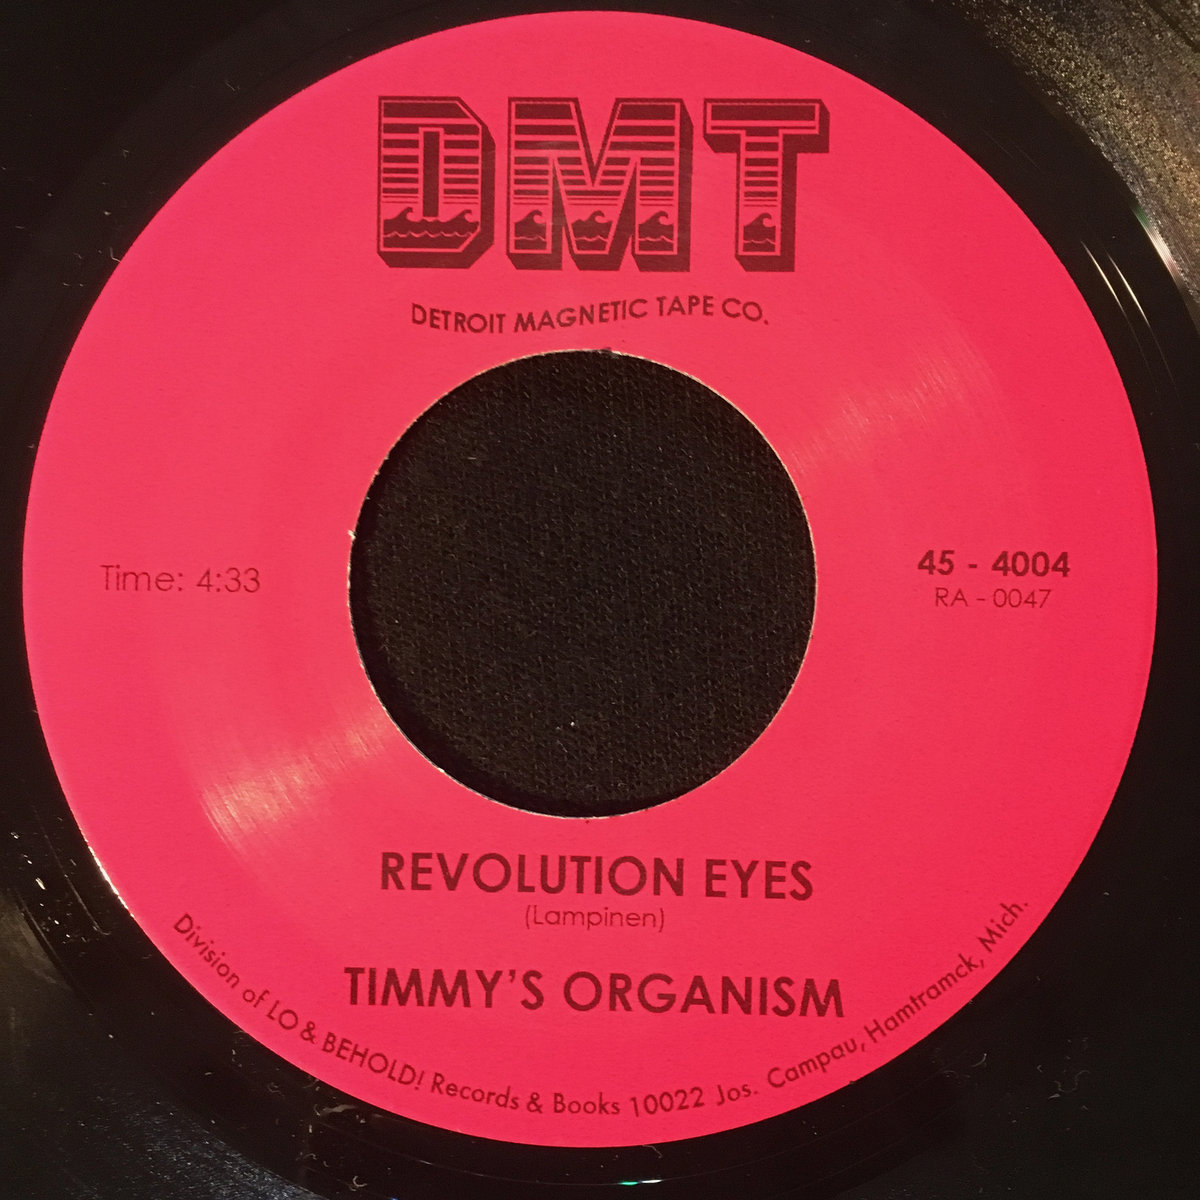 DMT
DETROIT MAGNETIC TAPE CO.
Time: 4:33
45 - 4004
RA - 0047
REVOLUTION EYES
(Lampinen)
TIMMY'S ORGANISM
Division of LO & BEHOLD! Records & Books 10022 Jos. Campau, Hamtramck, Mich.